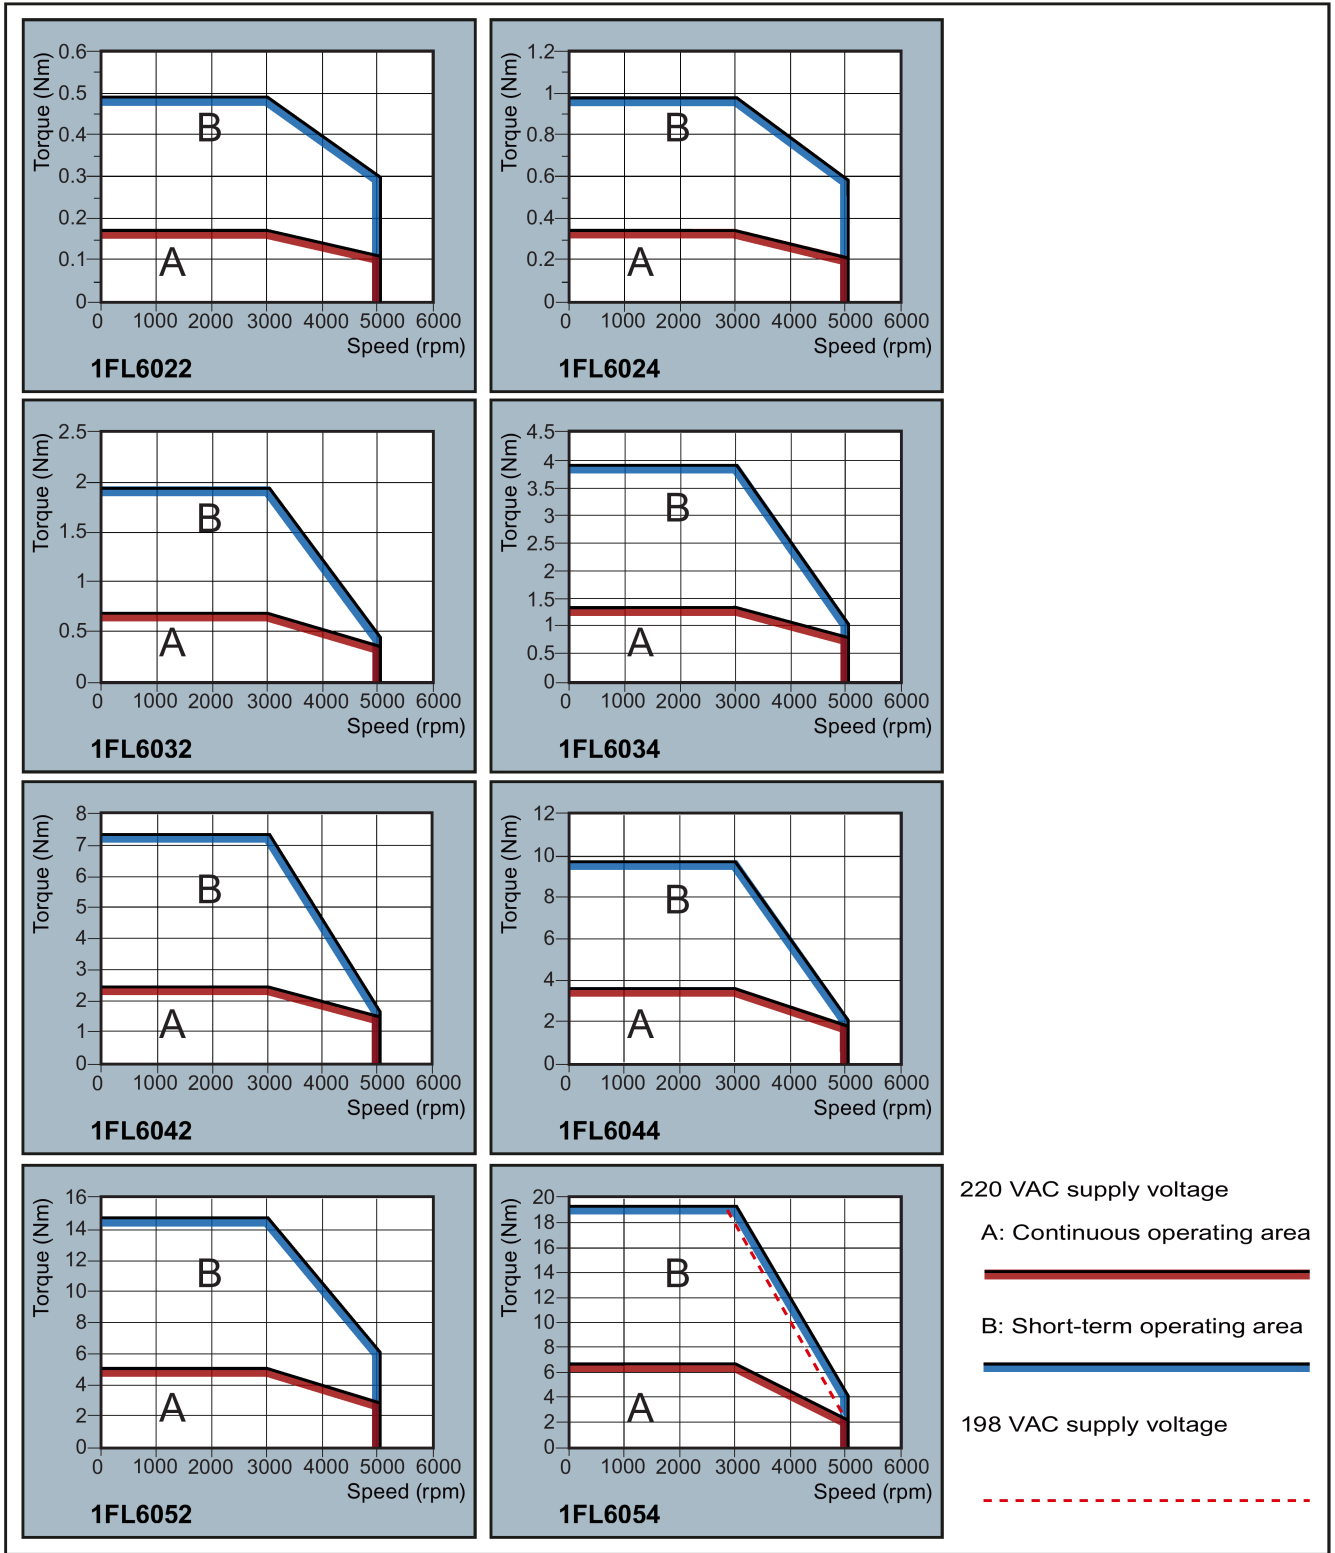 Torque (Nm)
0.6
0.5
0.4
0.3
0.2
0.1
0
B
A
0 1000 2000 3000 4000 5000 6000
Speed (rpm)
1FL6022
Torque (Nm)
1.2
1
0.8
0.6
0.4
0.2
0
B
A
0 1000 2000 3000 4000 5000 6000
Speed (rpm)
1FL6024
Torque (Nm)
2.5
2
1.5
1
0.5
0
B
A
0 1000 2000 3000 4000 5000 6000
Speed (rpm)
1FL6032
Torque (Nm)
4.5
4
3.5
3
2.5
2
1.5
1
0.5
0
B
A
0 1000 2000 3000 4000 5000 6000
Speed (rpm)
1FL6034
Torque (Nm)
8
7
6
5
4
3
2
1
0
B
A
0 1000 2000 3000 4000 5000 6000
Speed (rpm)
1FL6042
Torque (Nm)
12
10
8
6
4
2
0
B
A
0 1000 2000 3000 4000 5000 6000
Speed (rpm)
1FL6044
Torque (Nm)
16
14
12
10
8
6
4
2
0
B
A
0 1000 2000 3000 4000 5000 6000
Speed (rpm)
1FL6052
Torque (Nm)
20
18
16
14
12
10
8
6
4
2
0
B
A
0 1000 2000 3000 4000 5000 6000
Speed (rpm)
1FL6054
220 VAC supply voltage
A: Continuous operating area
B: Short-term operating area
198 VAC supply voltage